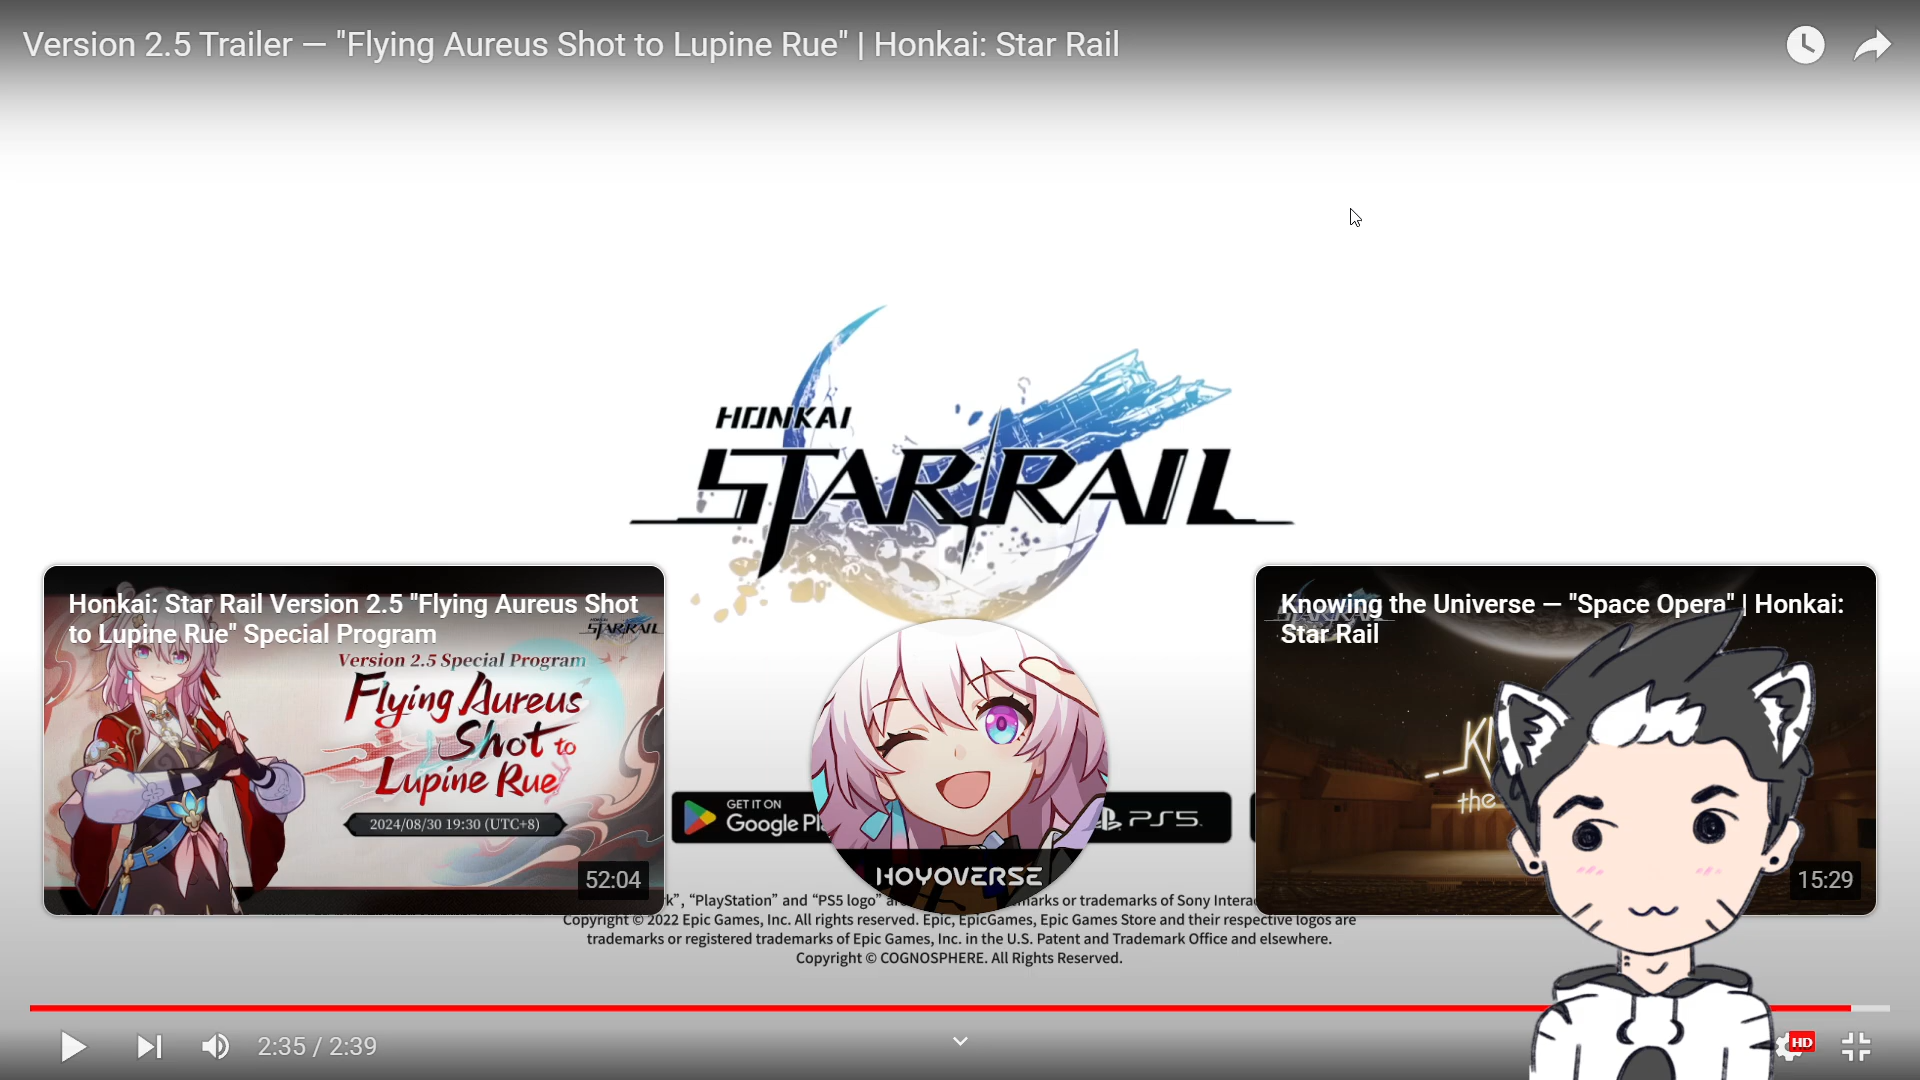 Version 2.5 Trailer — "Flying Aureus Shot to Lupine Rue" | Honkai: Star Rail
HONKAI
STAR RAIL
Honkai: Star Rail Version 2.5 "Flying Aureus Shot
to Lupine Rue" Special Program
STAR RAIL
Version 2.5 Special Program
Flying Aureus
Shot to
Lupine Rue
2024/08/30 19:30 (UTC+8)
52:04
Knowing the Universe — "Space Opera" | Honkai:
Star Rail
the
15:29
GET IT ON
Google
PS5
HOYOVERSE
“PlayStation” and “PS5 logo”
or trademarks of Sony
Copyright © 2022 Epic Games, Inc. All rights reserved. Epic, EpicGames, Epic Games Store and their respective logos are
trademarks or registered trademarks of Epic Games, Inc. in the U.S. Patent and Trademark Office and elsewhere.
Copyright © COGNOSPHERE. All Rights Reserved.
2:35 / 2:39
HD